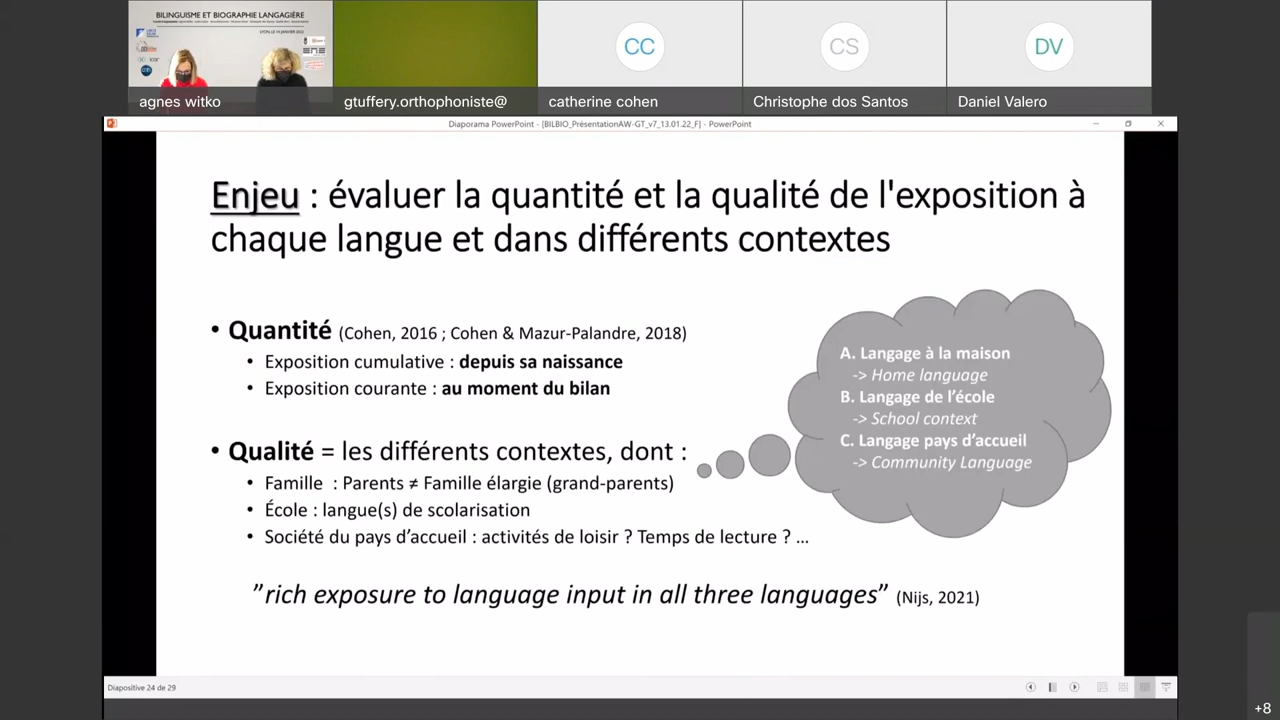 BILINGUISME ET BIOGRAPHIE LANGAGIÈRE
LYON, LE 14 JANVIER 2022
CC
CS
DV
agnes witko
gtuffery.orthophoniste@
catherine cohen
Christophe dos Santos
Daniel Valero
Diaporama PowerPoint - [BILBIO_PrésentationAW-GT_v7_13.01.22_F] - PowerPoint
Enjeu : évaluer la quantité et la qualité de l'exposition à
chaque langue et dans différents contextes
• Quantité (Cohen, 2016 ; Cohen & Mazur-Palandre, 2018)
• Exposition cumulative : depuis sa naissance
• Exposition courante : au moment du bilan
• Qualité = les différents contextes, dont :
• Famille : Parents ≠ Famille élargie (grand-parents)
• École : langue(s) de scolarisation
• Société du pays d’accueil : activités de loisir ? Temps de lecture ? …
A. Langage à la maison
-> Home language
B. Langage de l’école
-> School context
C. Langage pays d’accueil
-> Community Language
”rich exposure to language input in all three languages” (Nijs, 2021)
Diapositive 24 de 29
+8